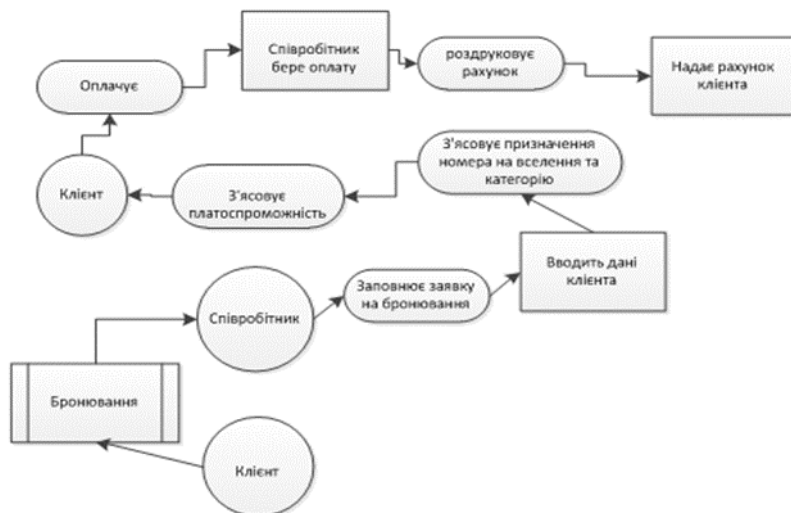 Співробітник
бере оплату
роздруковує
рахунок
Надає рахунок
клієнта
Оплачує
З'ясовує призначення
номера на вселення та
категорію
Клієнт
З'ясовує
платоспроможність
Вводить дані
клієнта
Заповнює заявку
на бронювання
Співробітник
Бронювання
Клієнт